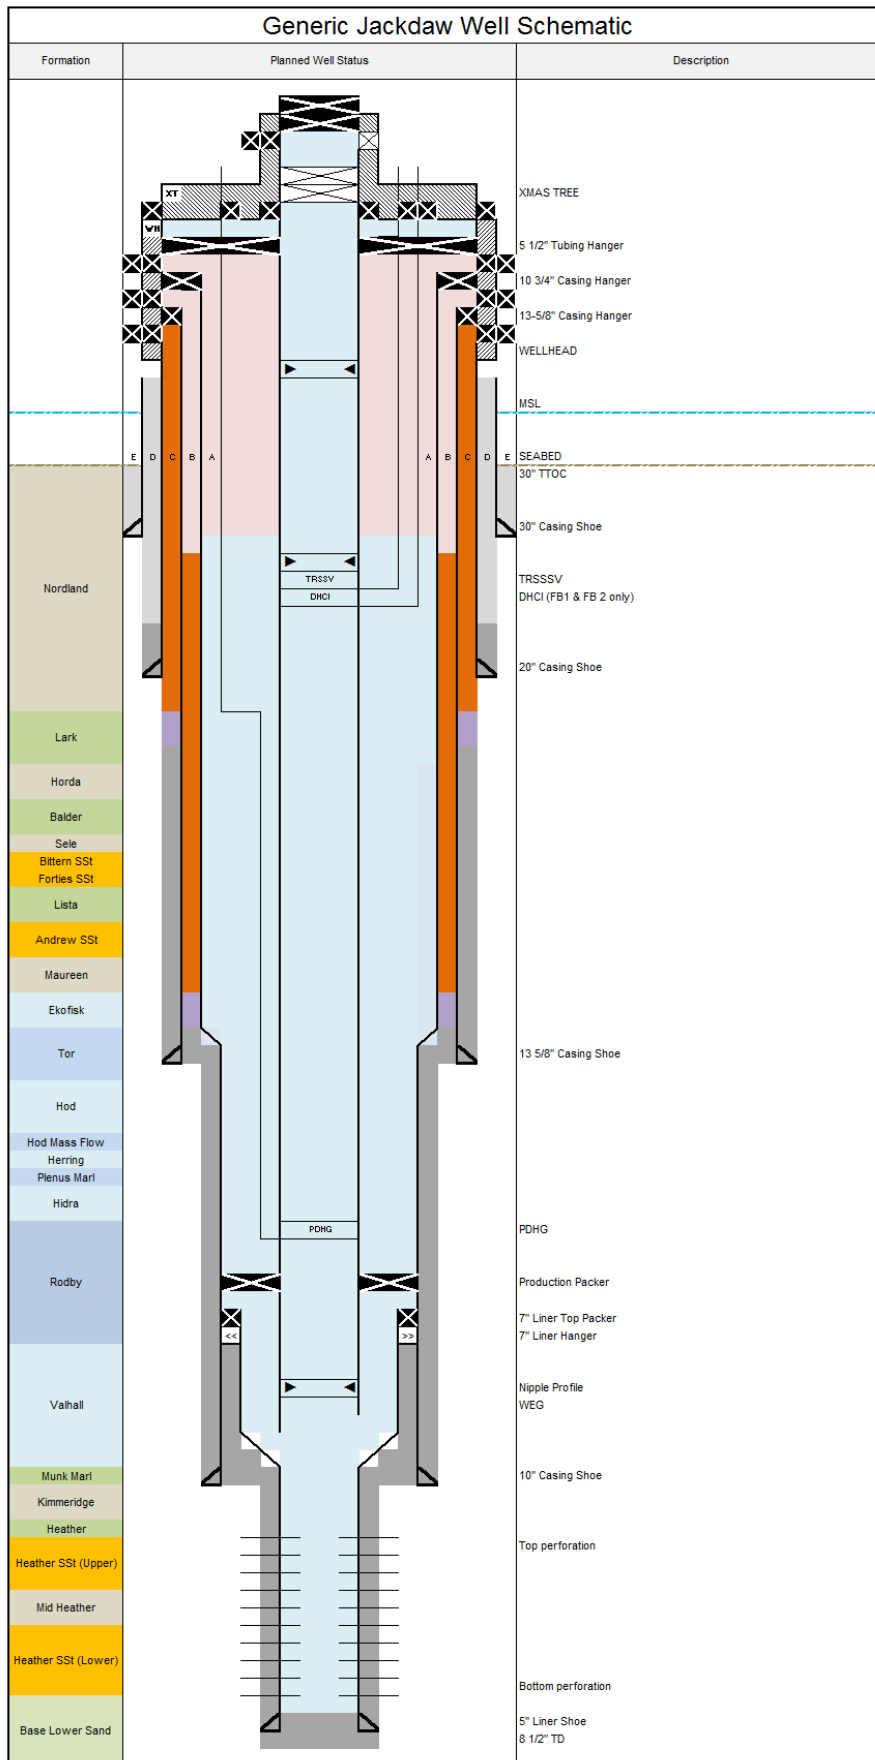 Generic Jackdaw Well Schematic
Formation Planned Well Status Description
XT
XMAS TREE
WH
5 1/2" Tubing Hanger
10 3/4" Casing Hanger
13-5/8" Casing Hanger
WELLHEAD
MSL
E D C B A A B C D E SEABED
30" TTOC
30" Casing Shoe
TRSSV TRSSSV
Nordland
DHCI DHCI (FB1 & FB 2 only)
20" Casing Shoe
Lark
Horda
Balder
Sele
Bittern SSt
Forties SSt
Lista
Andrew SSt
Maureen
Ekofisk
Tor 13 5/8" Casing Shoe
Hod
Hod Mass Flow
Herring
Plenus Marl
Hidra
PDHG PDHG
Rodby Production Packer
7" Liner Top Packer
<< >> 7" Liner Hanger
Nipple Profile
Valhall WEG
Munk Marl 10" Casing Shoe
Kimmeridge
Heather
Top perforation
Heather SSt (Upper)
Mid Heather
Heather SSt (Lower)
Bottom perforation
5" Liner Shoe
Base Lower Sand
8 1/2" TD